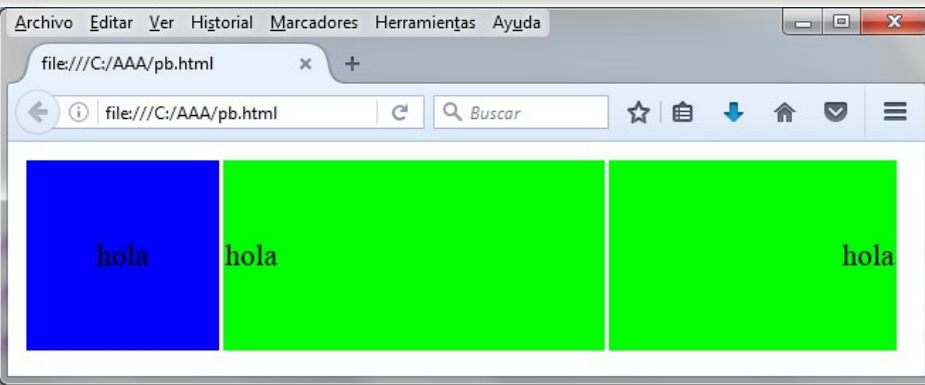 Archivo Editar Ver Historial Marcadores Herramientas Ayuda
file:///C:/AAA/pb.html
file:///C:/AAA/pb.html Buscar
hola hola hola